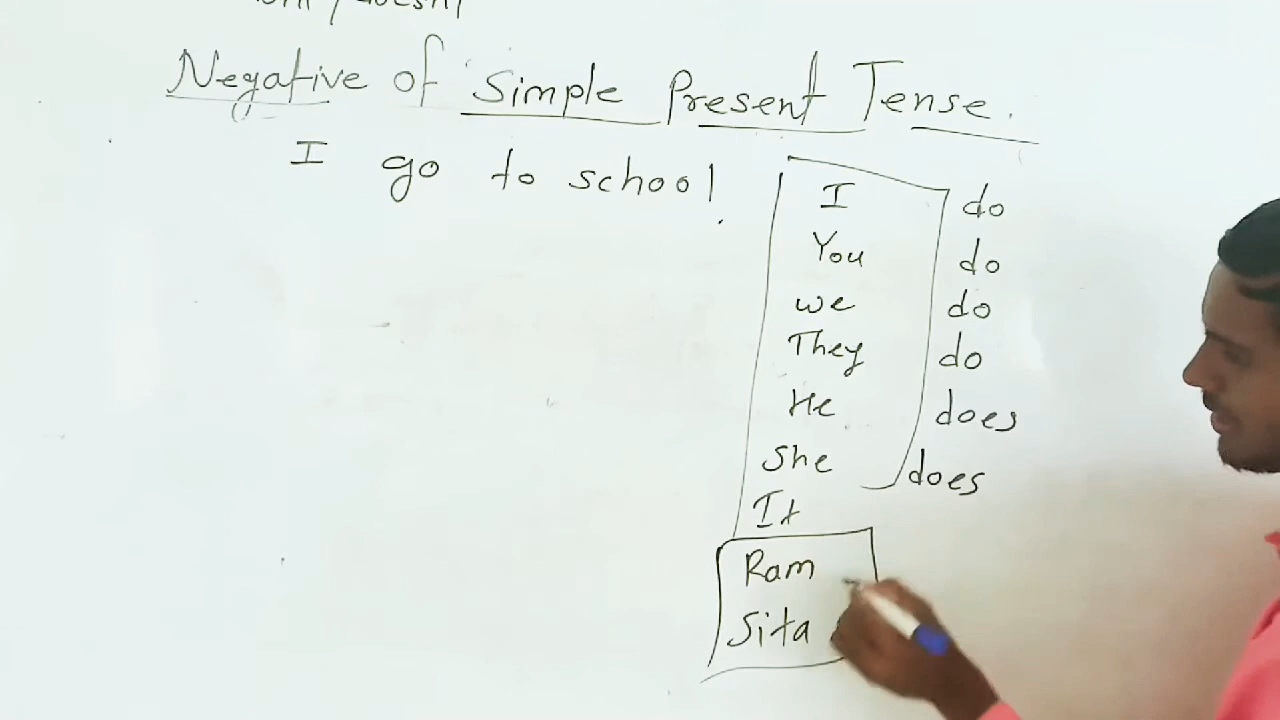 Negative of Simple Present Tense.
I go to school.
I do
You do
we do
They do
He does
She does
It
Ram
Sita